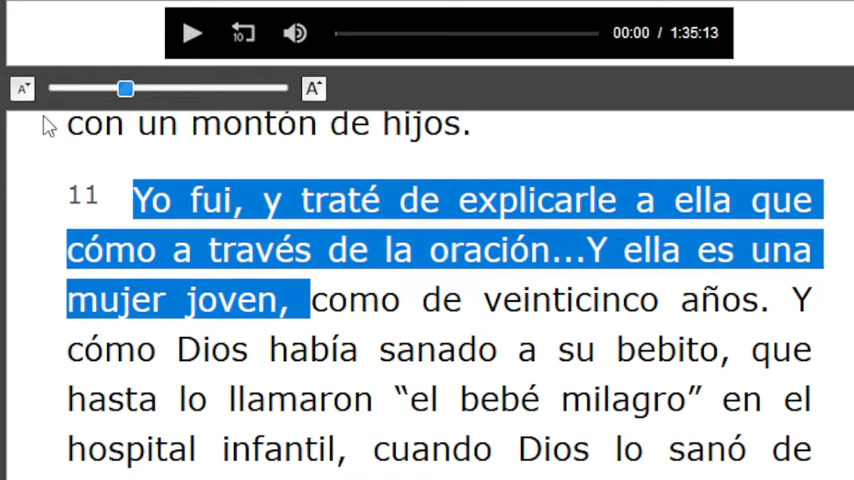 10
00:00 / 1:35:13
A
A
con un montón de hijos.
11 Yo fui, y traté de explicarle a ella que
cómo a través de la oración...Y ella es una
mujer joven, como de veinticinco años. Y
cómo Dios había sanado a su bebito, que
hasta lo llamaron “el bebé milagro” en el
hospital infantil, cuando Dios lo sanó de